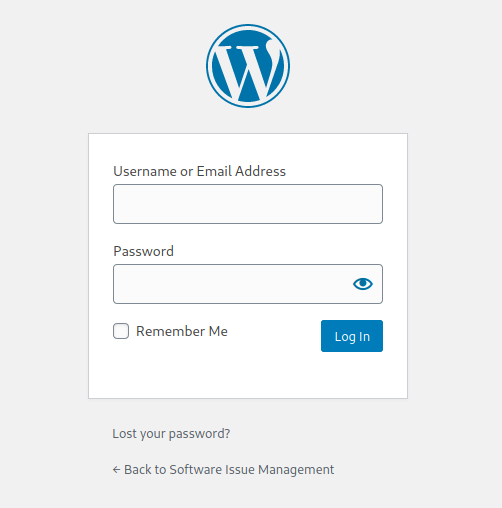 Username or Email Address
Password
Remember Me
Log In
Lost your password?
← Back to Software Issue Management